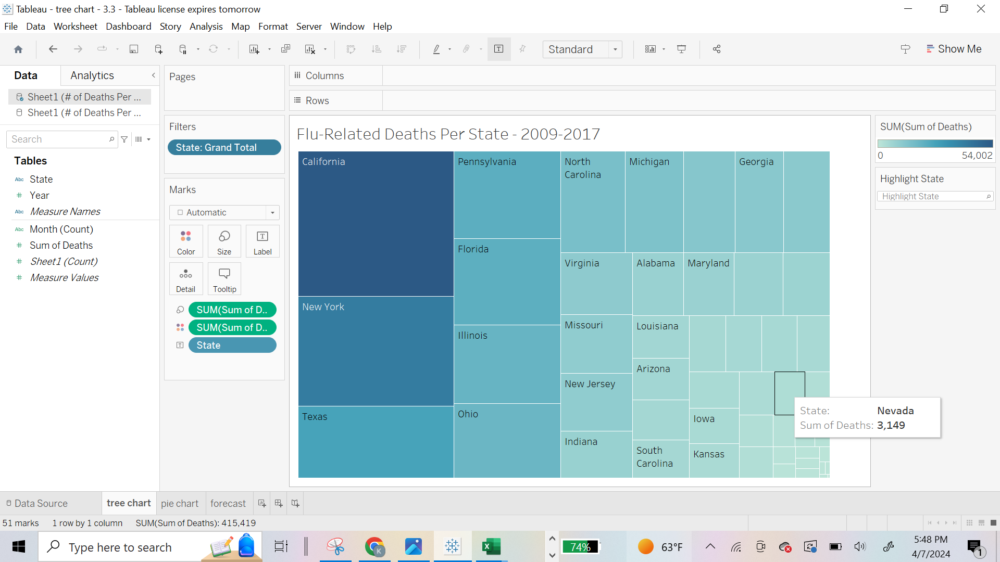 Tableau - tree chart - 3.3 - Tableau license expires tomorrow
File Data Worksheet Dashboard Story Analysis Map Format Server Window Help
Standard
Show Me
Data
Analytics
Sheet1 (# of Deaths Per ...
Sheet1 (# of Deaths Per ...
Search
Tables
Abc State
# Year
Abc Measure Names
Abc Month (Count)
# Sum of Deaths
# Sheet1 (Count)
# Measure Values
Pages
Filters
State: Grand Total
Marks
Automatic
Color
Size
Label
Detail
Tooltip
SUM(Sum of D..
SUM(Sum of D..
State
Columns
Rows
Flu-Related Deaths Per State - 2009-2017
California
New York
Texas
Pennsylvania
Florida
Illinois
Ohio
North
Carolina
Michigan
Georgia
Virginia
Alabama
Maryland
Missouri
Louisiana
Arizona
New Jersey
Iowa
Indiana
South
Carolina
Kansas
State: Nevada
Sum of Deaths: 3,149
SUM(Sum of Deaths)
0 54,002
Highlight State
Highlight State
Data Source
tree chart
pie chart
forecast
51 marks 1 row by 1 column SUM(Sum of Deaths): 415,419
Type here to search
K
X
74%
63°F
5:48 PM
4/7/2024
1